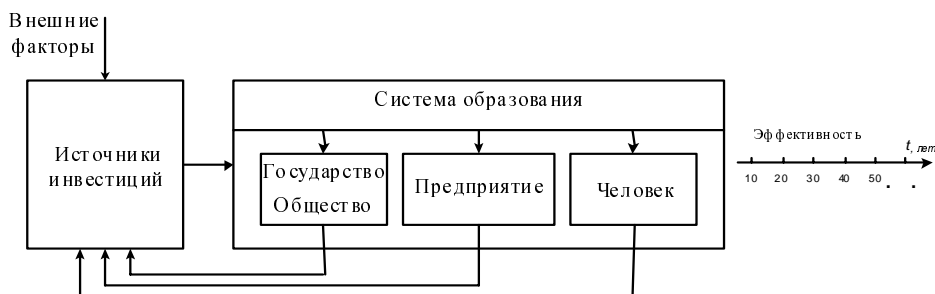 Внешние
факторы
Система образования
Эффективность
t, лет
Источники
инвестиций
Государство
Общество
Предприятие
Человек
10 20 30 40 50 . .